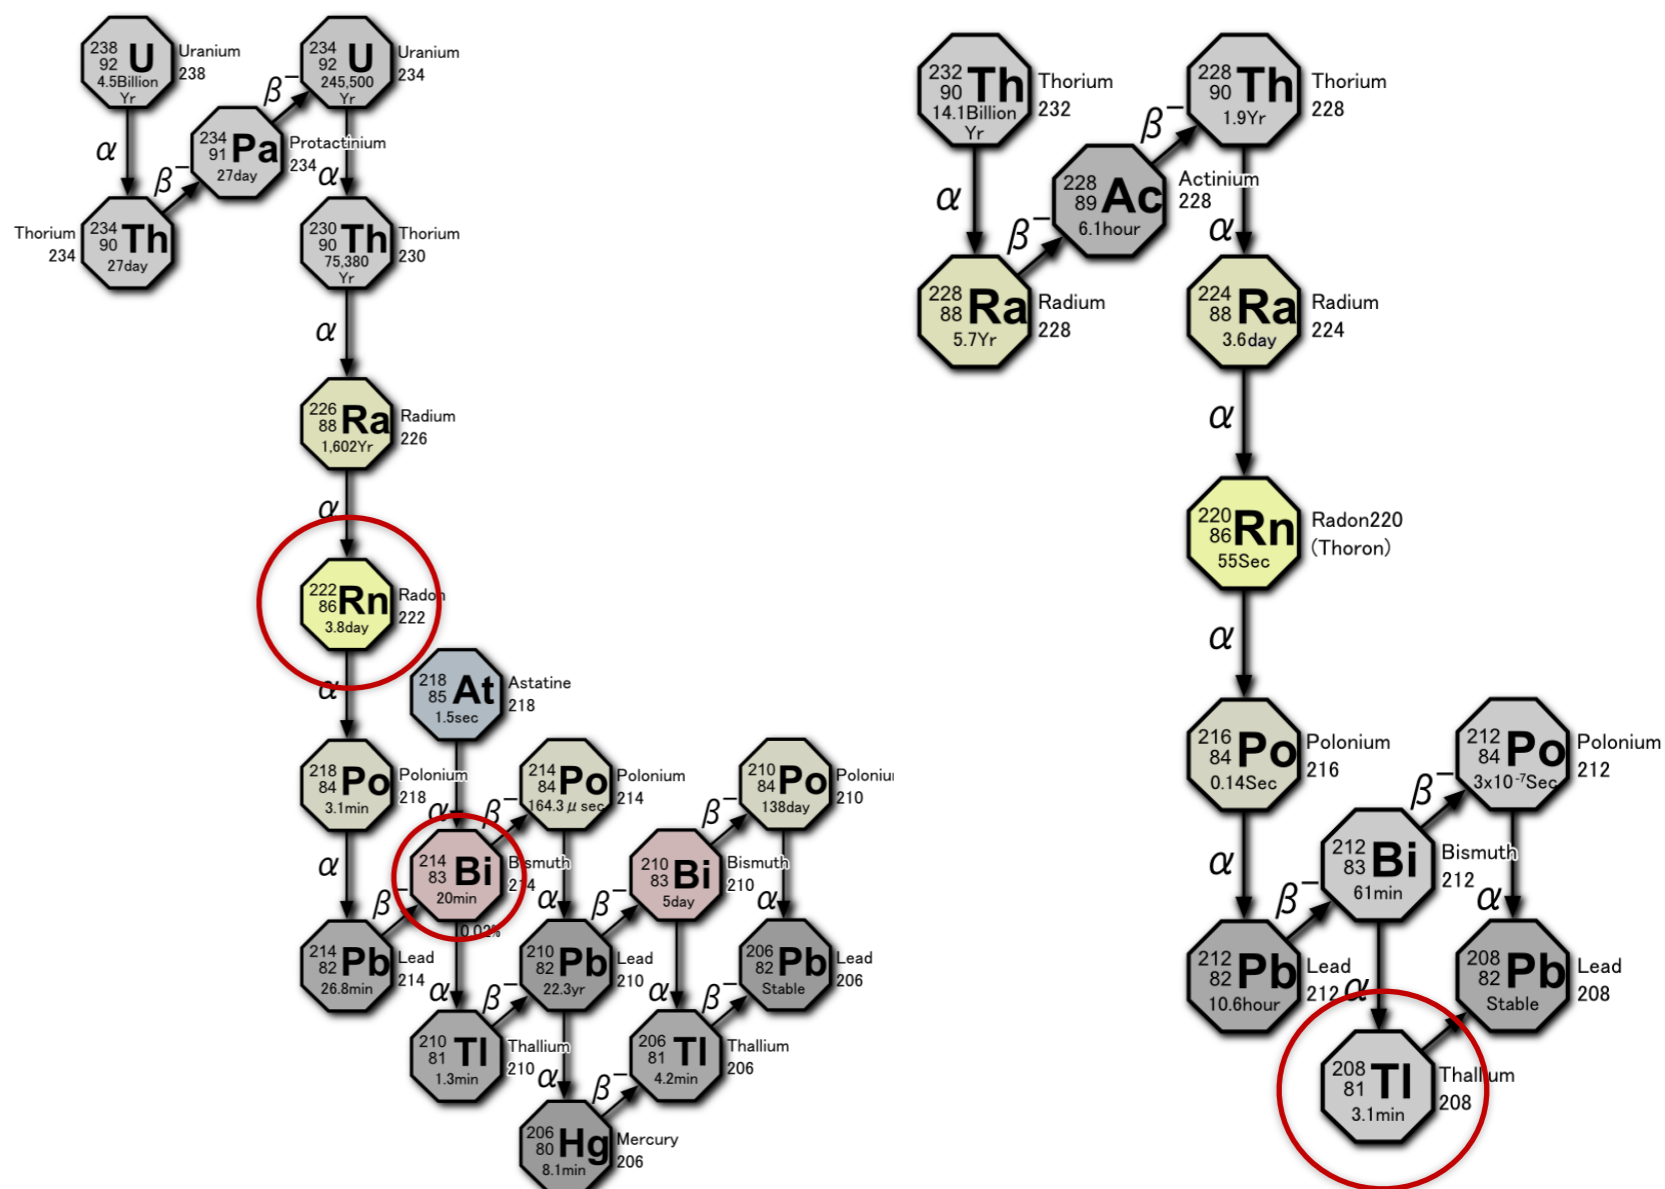 238
92 U
4.5Billion
Yr
Uranium
238
α
234
90 Th
27day
Thorium
234
β−
234
91 Pa
27day
Protactinium
234
β−
234
92 U
245,500
Yr
Uranium
234
α
230
90 Th
75,380
Yr
Thorium
230
α
226
88 Ra
1,602Yr
Radium
226
α
222
86 Rn
3.8day
Radon
222
α
218
84 Po
3.1min
Polonium
218
α
214
82 Pb
26.8min
Lead
214
β−
218
85 At
1.5sec
Astatine
218
α
214
83 Bi
20min
Bismuth
214
0.02%
β−
214
84 Po
164.3μsec
Polonium
214
α
α
210
81 Tl
1.3min
Thallium
210
β−
210
82 Pb
22.3yr
Lead
210
β−
210
83 Bi
5day
Bismuth
210
β−
210
84 Po
138day
Poloniu
210
α
206
82 Pb
Stable
Lead
206
α
206
80 Hg
8.1min
Mercury
206
β−
α
206
81 Tl
4.2min
Thallium
206
β−
232
90 Th
14.1Billion
Yr
Thorium
232
α
228
88 Ra
5.7Yr
Radium
228
β−
228
89 Ac
6.1hour
Actinium
228
β−
228
90 Th
1.9Yr
Thorium
228
α
224
88 Ra
3.6day
Radium
224
α
220
86 Rn
55Sec
Radon220
(Thoron)
α
216
84 Po
0.14Sec
Polonium
216
α
212
82 Pb
10.6hour
Lead
212
β−
212
83 Bi
61min
Bismuth
212
β−
212
84 Po
3x10-7Sec
Polonium
212
α
208
82 Pb
Stable
Lead
208
α
208
81 Tl
3.1min
Thallium
208